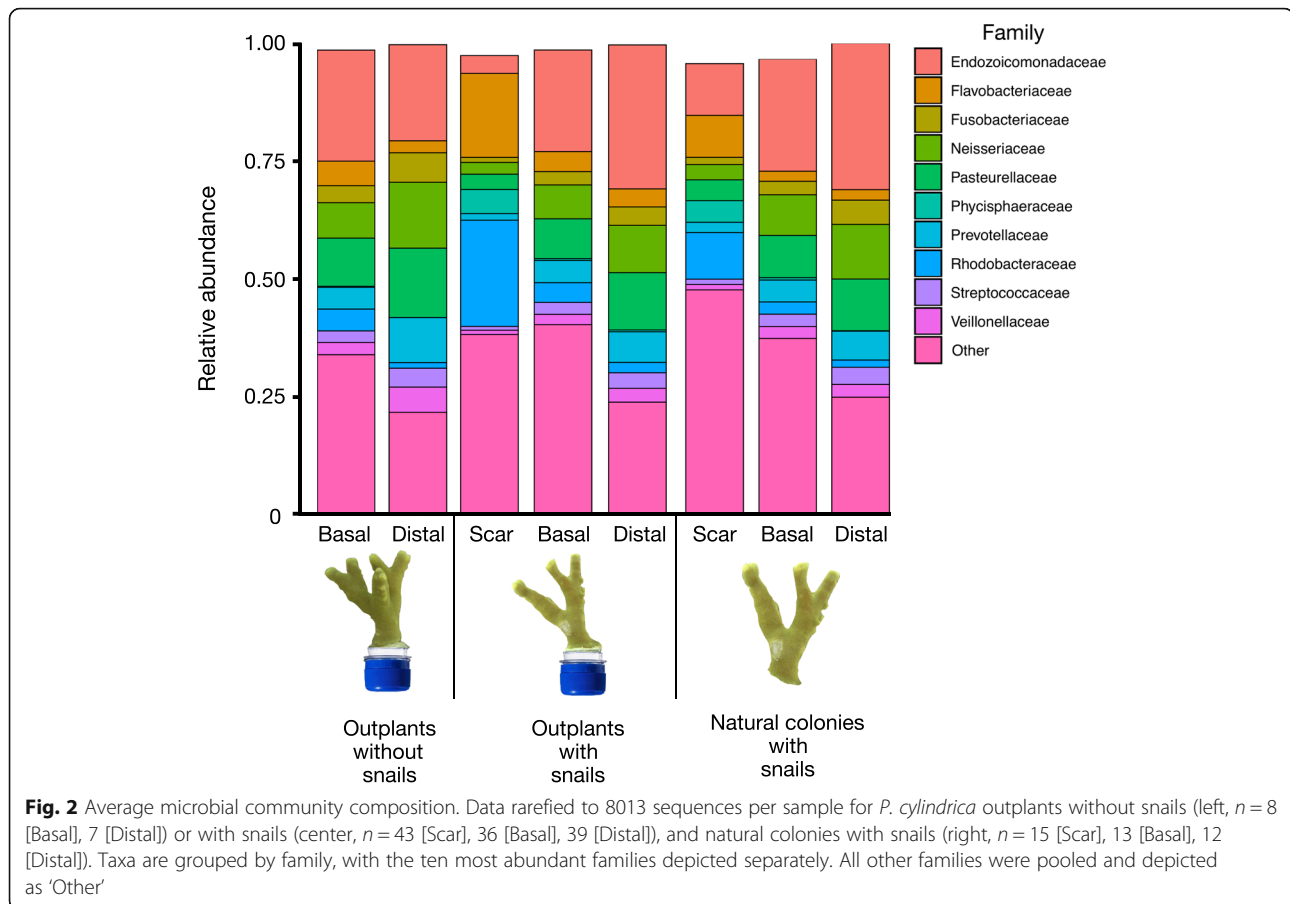 Family
Endozoicomonadaceae
Flavobacteriaceae
Fusobacteriaceae
Neisseriaceae
Pasteurellaceae
Phycisphaeraceae
Prevotellaceae
Rhodobacteraceae
Streptococcaceae
Veillonellaceae
Other
Relative abundance
1.00
0.75
0.50
0.25
0
Basal Distal Scar Basal Distal Scar Basal Distal
Outplants
without
snails
Outplants
with
snails
Natural colonies
with
snails
Fig. 2 Average microbial community composition. Data rarefied to 8013 sequences per sample for P. cylindrica outplants without snails (left, n = 8
[Basal], 7 [Distal]) or with snails (center, n = 43 [Scar], 36 [Basal], 39 [Distal]), and natural colonies with snails (right, n = 15 [Scar], 13 [Basal], 12
[Distal]). Taxa are grouped by family, with the ten most abundant families depicted separately. All other families were pooled and depicted
as ‘Other’